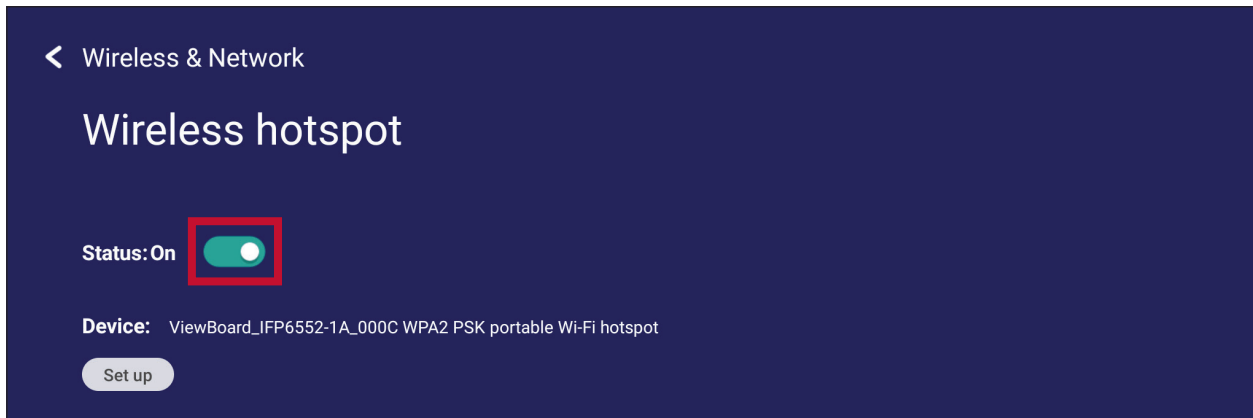 Wireless & Network
Wireless hotspot
Status: On
Device: ViewBoard_IFP6552-1A_000C WPA2 PSK portable Wi-Fi hotspot
Set up